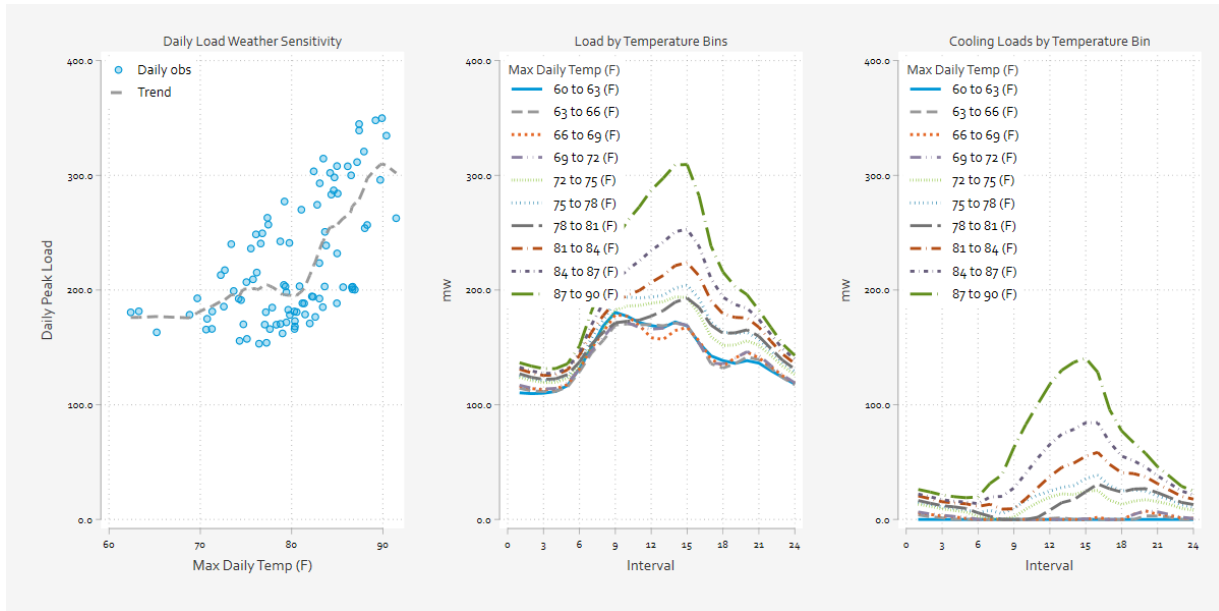 Daily Load Weather Sensitivity
400.0
300.0
200.0
100.0
0.0
Daily Peak Load
Daily obs
Trend
60
70
80
90
Max Daily Temp (F)
Load by Temperature Bins
400.0
300.0
200.0
100.0
0.0
mw
Max Daily Temp (F)
60 to 63 (F)
63 to 66 (F)
66 to 69 (F)
69 to 72 (F)
72 to 75 (F)
75 to 78 (F)
78 to 81 (F)
81 to 84 (F)
84 to 87 (F)
87 to 90 (F)
0
3
6
9
12
15
18
21
24
Interval
Cooling Loads by Temperature Bin
400.0
300.0
200.0
100.0
0.0
mw
Max Daily Temp (F)
60 to 63 (F)
63 to 66 (F)
66 to 69 (F)
69 to 72 (F)
72 to 75 (F)
75 to 78 (F)
78 to 81 (F)
81 to 84 (F)
84 to 87 (F)
87 to 90 (F)
0
3
6
9
12
15
18
21
24
Interval